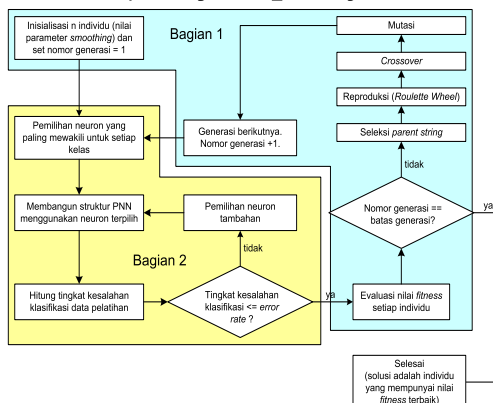 Inisialisasi n individu (nilai
parameter smoothing) dan
set nomor generasi = 1
Bagian 1
Mutasi
Crossover
Reproduksi (Roulette Wheel)
Seleksi parent string
tidak
Nomor generasi ==
batas generasi?
ya
Generasi berikutnya.
Nomor generasi +1.
Pemilihan neuron yang
paling mewakili untuk setiap
kelas
Membangun struktur PNN
menggunakan neuron terpilih
Pemilihan neuron
tambahan
tidak
Bagian 2
Hitung tingkat kesalahan
klasifikasi data pelatihan
Tingkat kesalahan
klasifikasi <= error
rate ?
ya
Evaluasi nilai fitness
setiap individu
Selesai
(solusi adalah individu
yang mempunyai nilai
fitness terbaik)